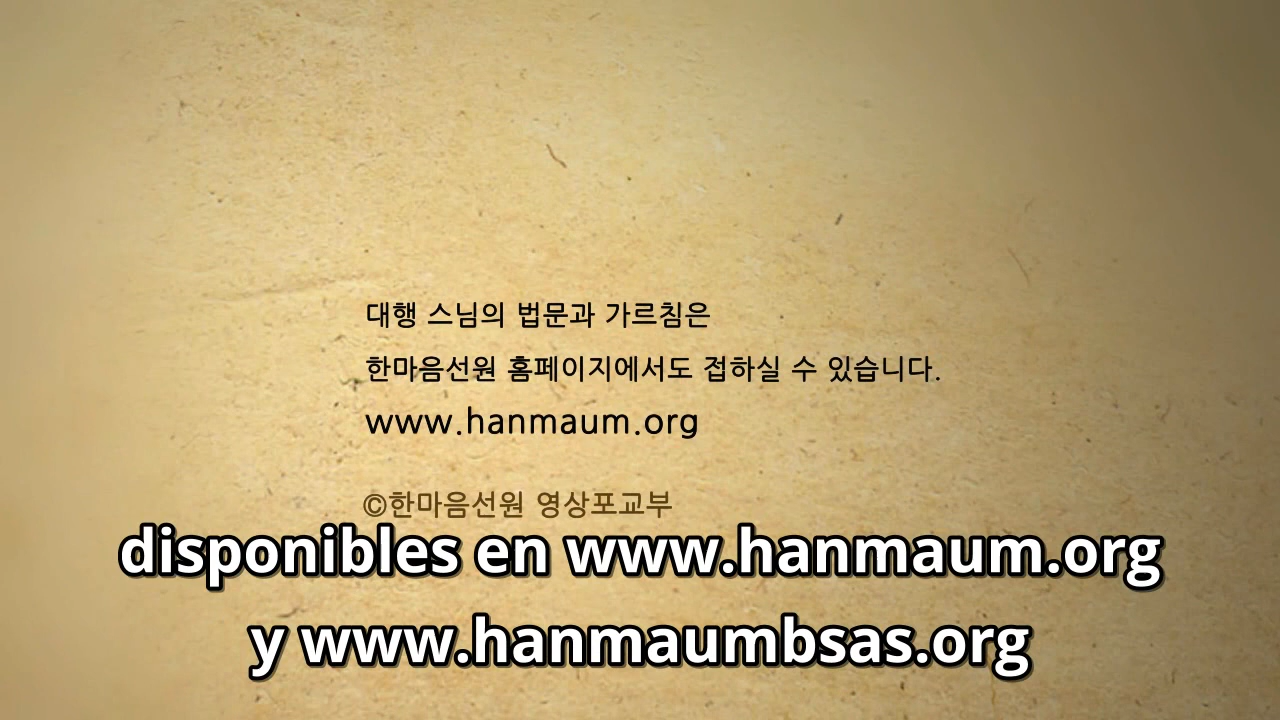 대행 스님의 법문과 가르침은
한마음선원 홈페이지에서도 접하실 수 있습니다.
www.hanmaum.org
©한마음선원 영상포교부
disponibles en www.hanmaum.org
y www.hanmaumbsas.org